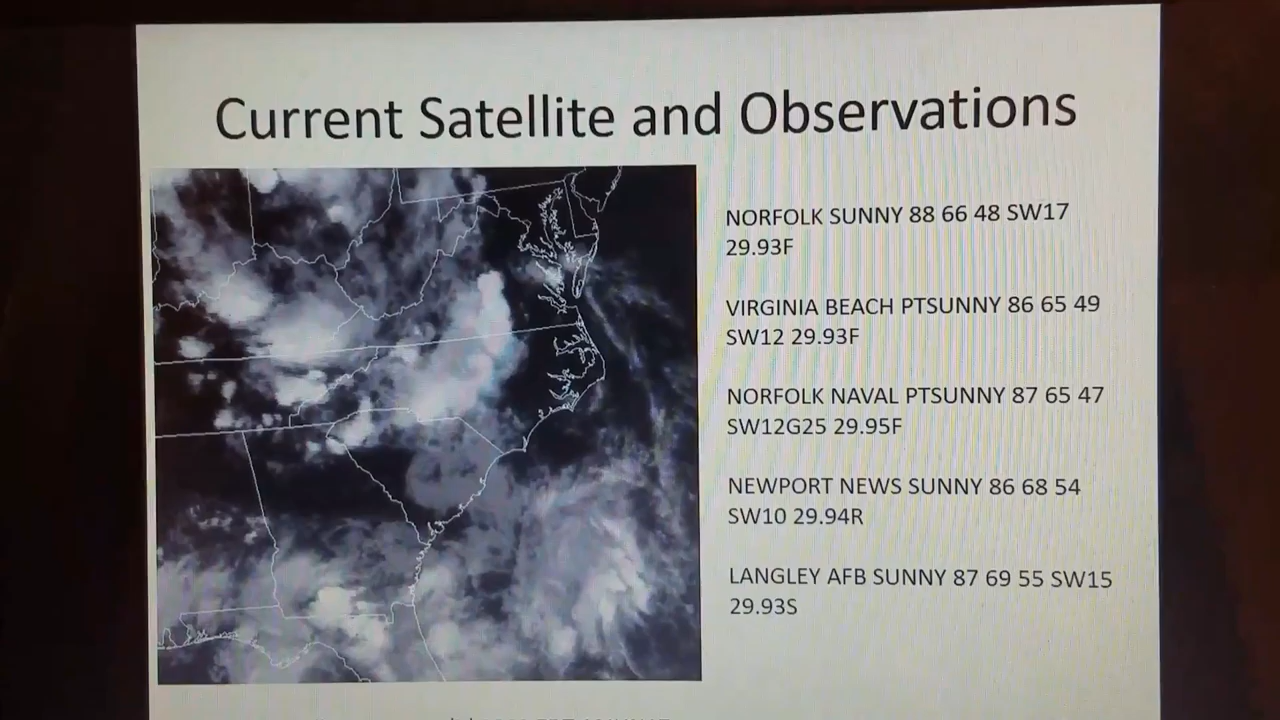 Current Satellite and Observations
NORFOLK SUNNY 88 66 48 SW17
29.93F
VIRGINIA BEACH PTSUNNY 86 65 49
SW12 29.93F
NORFOLK NAVAL PTSUNNY 87 65 47
SW12G25 29.95F
NEWPORT NEWS SUNNY 86 68 54
SW10 29.94R
LANGLEY AFB SUNNY 87 69 55 SW15
29.93S